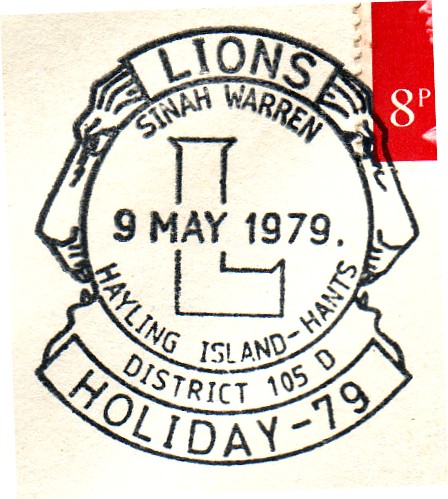 LIONS
SINAH WARREN
L
9 MAY 1979.
HAYLING ISLAND-HANTS
DISTRICT 105 D
HOLIDAY-79
8P